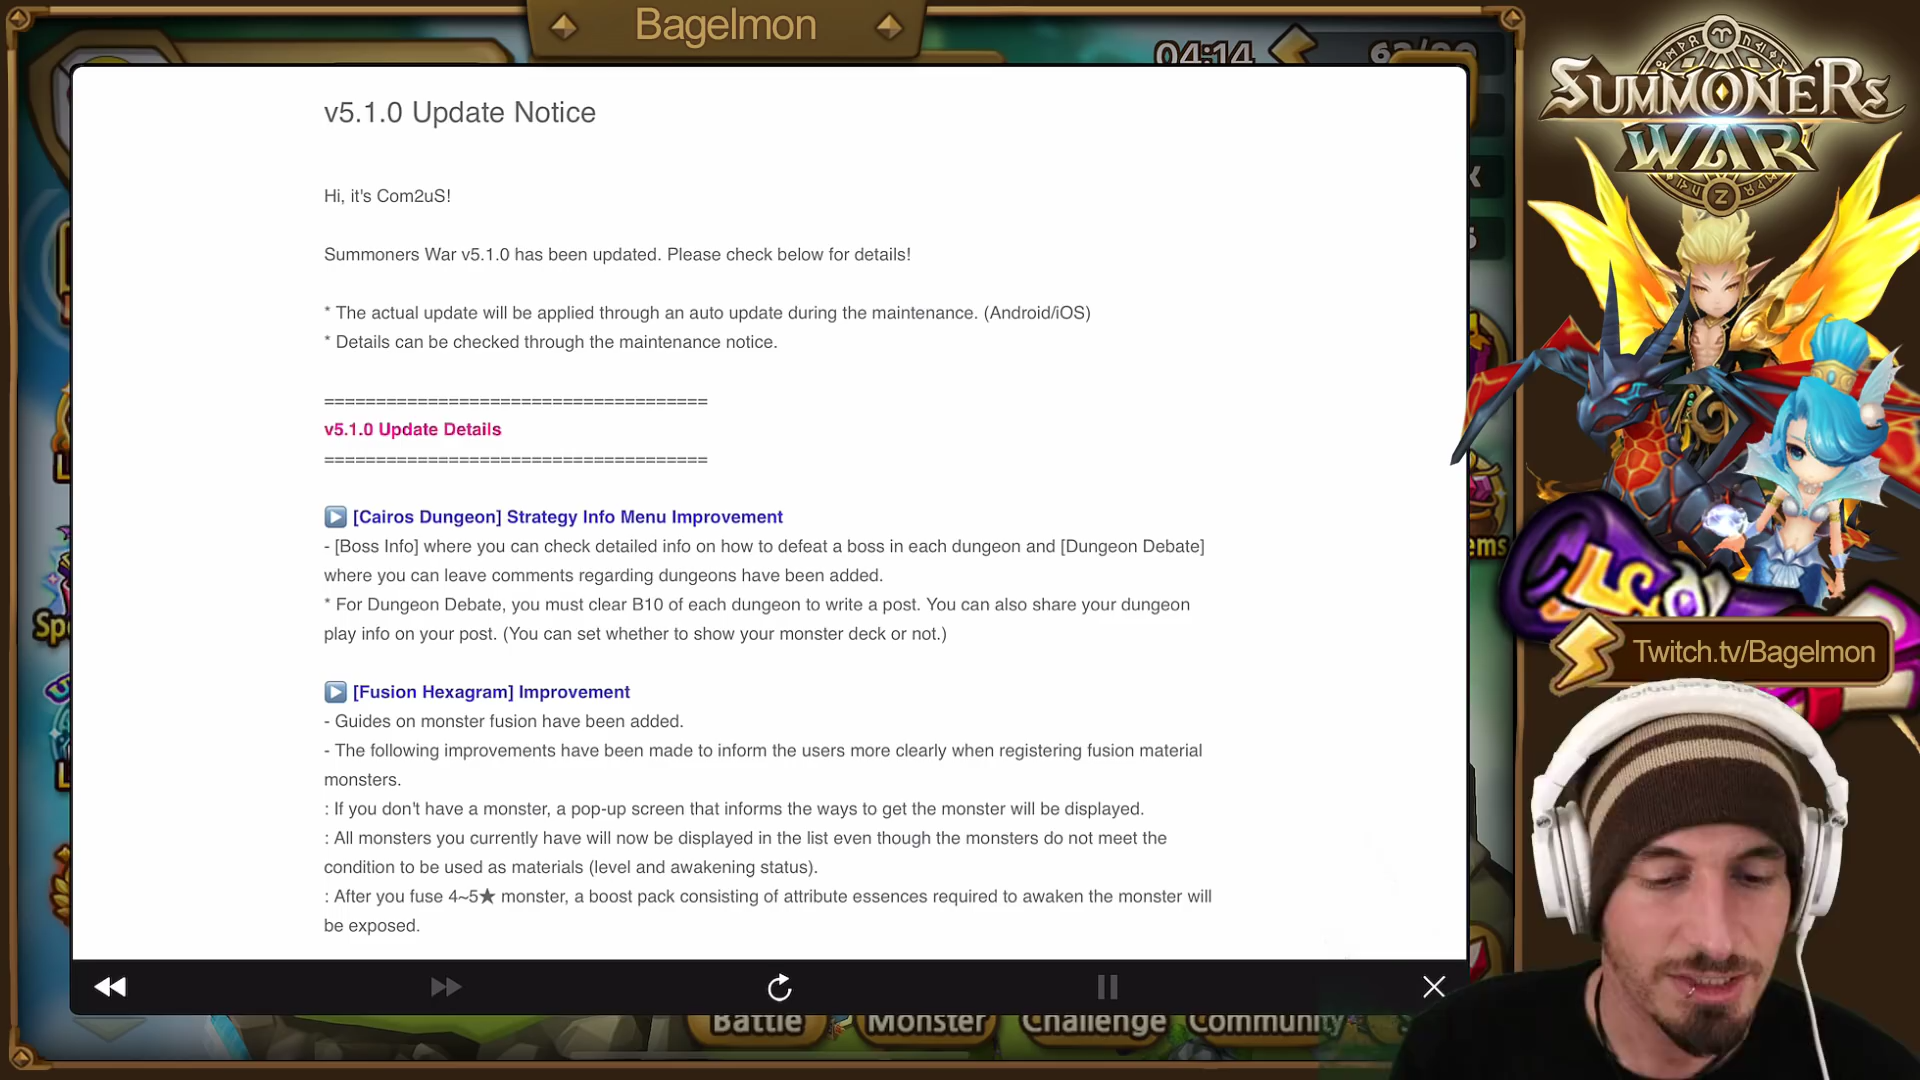 Bagelmon
04:14
SUMMONERS
WAR
v5.1.0 Update Notice
Hi, it's Com2uS!
Summoners War v5.1.0 has been updated. Please check below for details!
* The actual update will be applied through an auto update during the maintenance. (Android/iOS)
* Details can be checked through the maintenance notice.
=====================================
v5.1.0 Update Details
=====================================
[Cairos Dungeon] Strategy Info Menu Improvement
- [Boss Info] where you can check detailed info on how to defeat a boss in each dungeon and [Dungeon Debate]
where you can leave comments regarding dungeons have been added.
* For Dungeon Debate, you must clear B10 of each dungeon to write a post. You can also share your dungeon
play info on your post. (You can set whether to show your monster deck or not.)
[Fusion Hexagram] Improvement
- Guides on monster fusion have been added.
- The following improvements have been made to inform the users more clearly when registering fusion material
monsters.
: If you don't have a monster, a pop-up screen that informs the ways to get the monster will be displayed.
: All monsters you currently have will now be displayed in the list even though the monsters do not meet the
condition to be used as materials (level and awakening status).
: After you fuse 4~5★ monster, a boost pack consisting of attribute essences required to awaken the monster will
be exposed.
Twitch.tv/Bagelmon
Battle
Monster
Challenge
Community